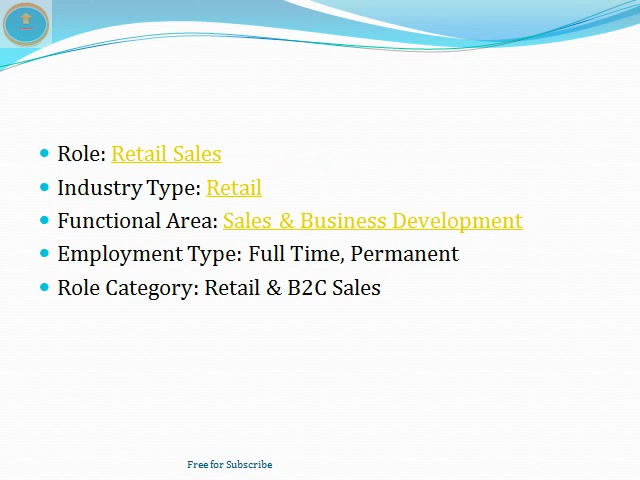 Role: Retail Sales
Industry Type: Retail
Functional Area: Sales & Business Development
Employment Type: Full Time, Permanent
Role Category: Retail & B2C Sales
Free for Subscribe